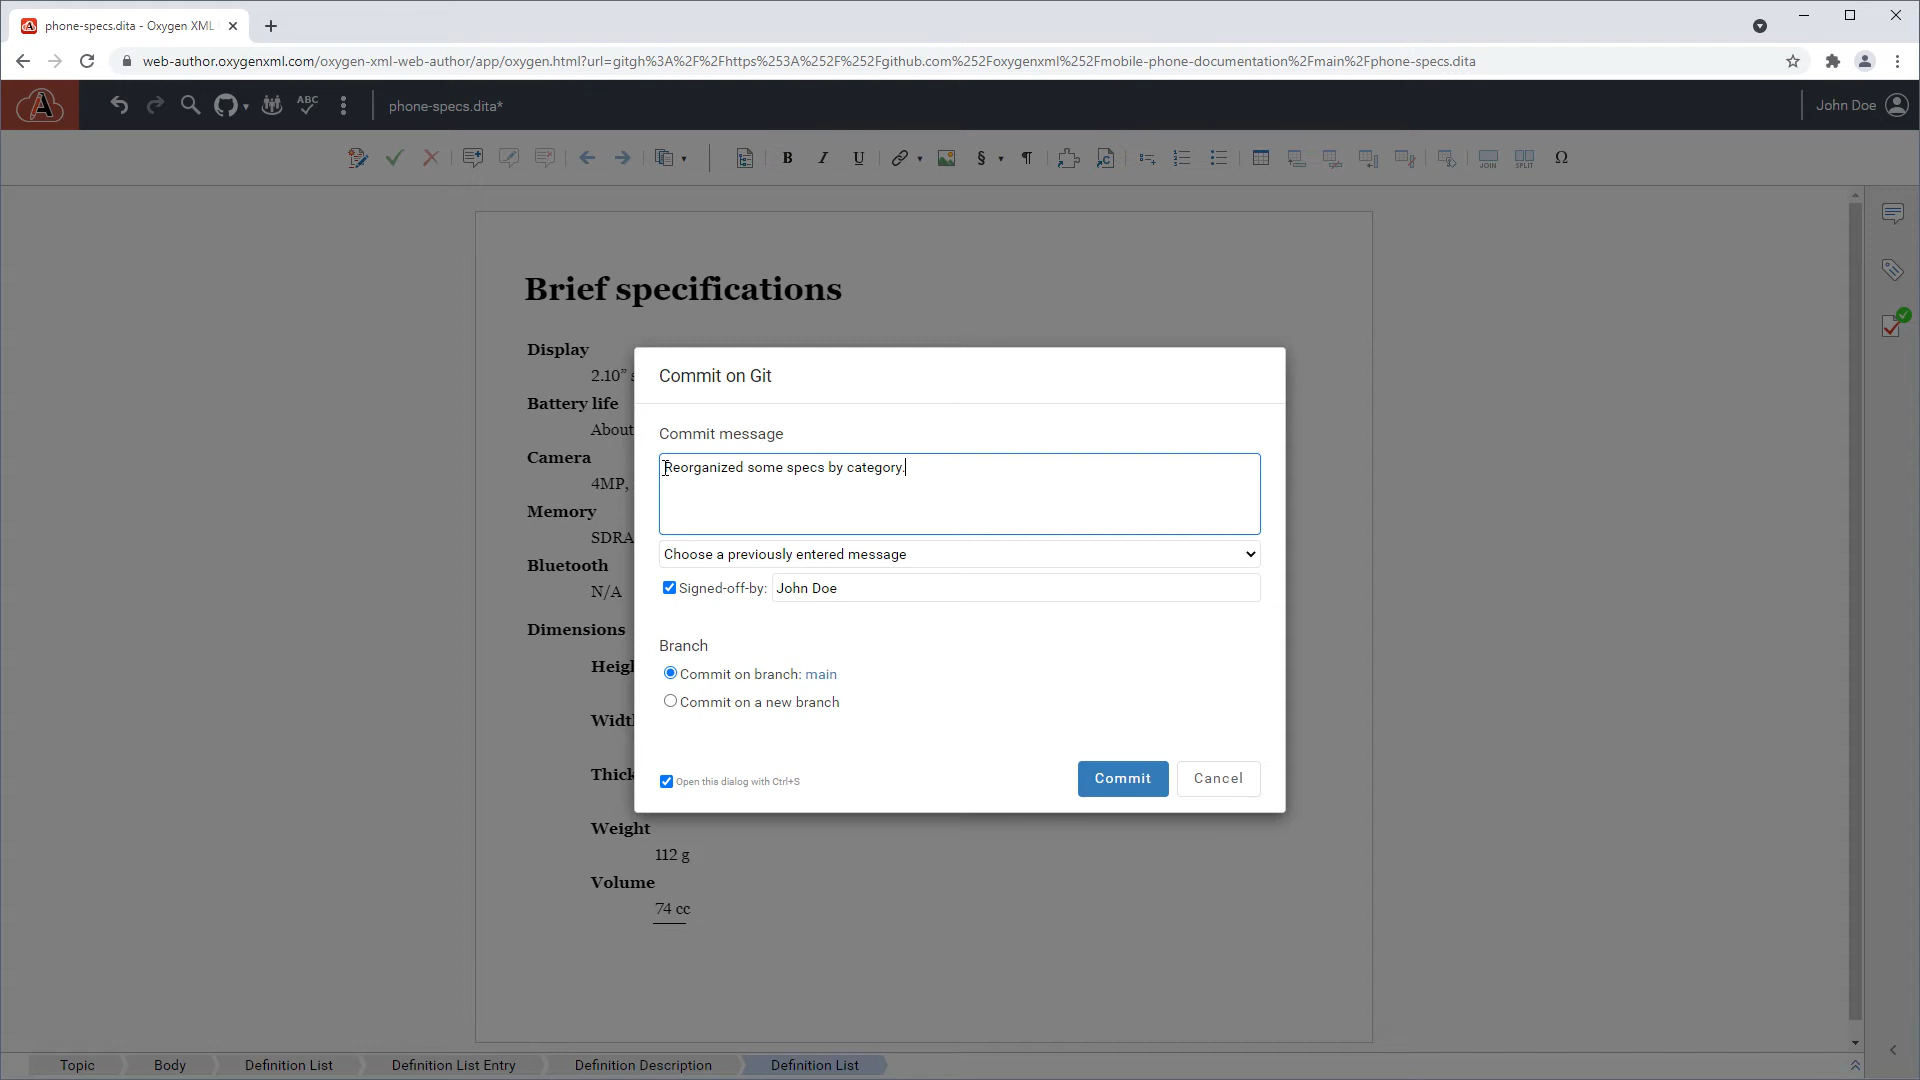 phone-specs.dita - Oxygen XML
web-author.oxygenxml.com/oxygen-xml-web-author/app/oxygen.html?url=gitgh%3A%2F%2Fhttps%253A%252F%252Fgithub.com%252Foxygenxml%252Fmobile-phone-documentation%2Fmain%2Fphone-specs.dita
ABC phone-specs.dita* John Doe
B I U § ¶ JOIN SPLIT Ω
Brief specifications
Display
2.10"
Battery life
About
Camera
4MP,
Memory
SDRA
Bluetooth
N/A
Dimensions
Heigl
Widt
Thick
Weight
112 g
Volume
74 cc
Commit on Git
Commit message
Reorganized some specs by category.
Choose a previously entered message
Signed-off-by: John Doe
Branch
Commit on branch: main
Commit on a new branch
Open this dialog with Ctrl+S Commit Cancel
Topic Body Definition List Definition List Entry Definition Description Definition List